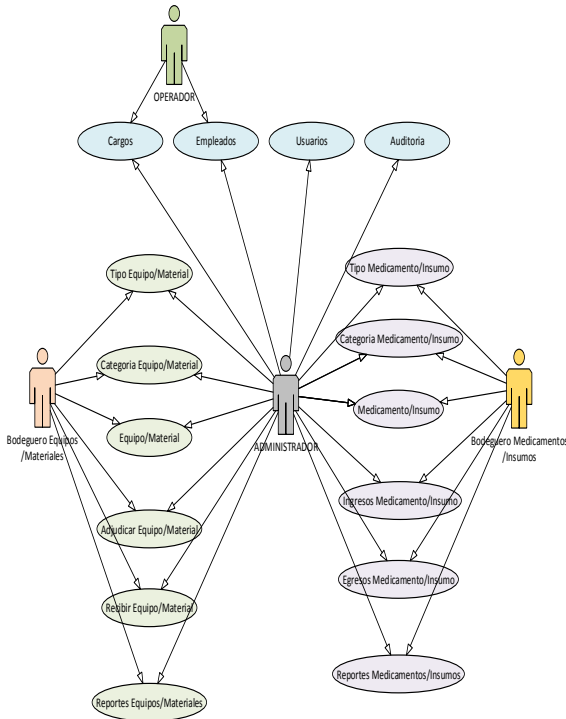 OPERADOR
Cargos
Empleados
Usuarios
Auditoria
Tipo Equipo/Material
Tipo Medicamento/Insumo
Categoria Equipo/Material
Categoria Medicamento/Insumo
Equipo/Material
Medicamento/Insumo
Bodeguero Equipos
/Materiales
ADMINISTRADOR
Bodeguero Medicamentos
/Insumos
Adjudicar Equipo/Material
Ingresos Medicamento/Insumo
Recibir Equipo/Material
Egresos Medicamento/Insumo
Reportes Equipos/Materiales
Reportes Medicamentos/Insumos